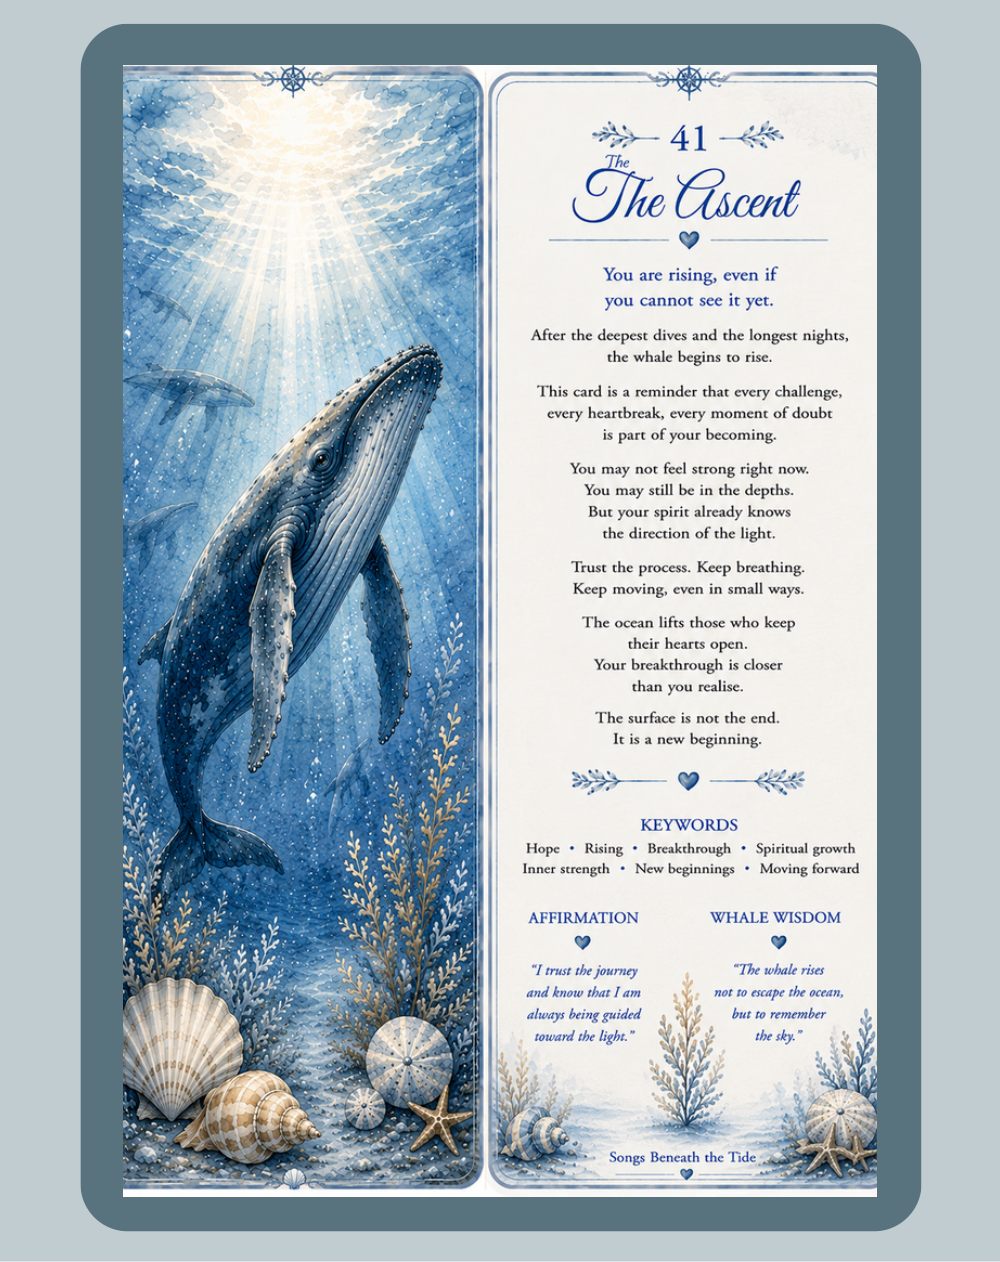 41
The
The Ascent
You are rising, even if
you cannot see it yet.
After the deepest dives and the longest nights,
the whale begins to rise.
This card is a reminder that every challenge,
every heartbreak, every moment of doubt
is part of your becoming.
You may not feel strong right now.
You may still be in the depths.
But your spirit already knows
the direction of the light.
Trust the process. Keep breathing.
Keep moving, even in small ways.
The ocean lifts those who keep
their hearts open.
Your breakthrough is closer
than you realise.
The surface is not the end.
It is a new beginning.
KEYWORDS
Hope • Rising • Breakthrough • Spiritual growth
Inner strength • New beginnings • Moving forward
AFFIRMATION
"I trust the journey
and know that I am
always being guided
toward the light."
WHALE WISDOM
"The whale rises
not to escape the ocean,
but to remember
the sky."
Songs Beneath the Tide